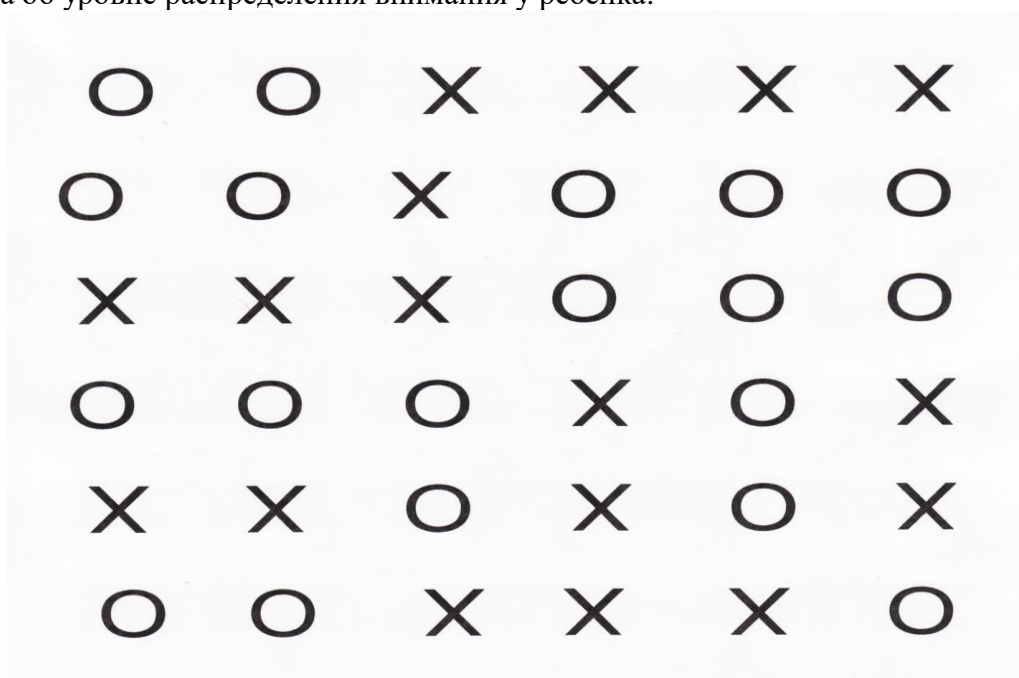 а об уровне распределения внимания у ребенка.
О О Х Х Х Х
О О Х О О О
Х Х Х О О О
О О О Х О Х
Х Х О Х О Х
О О Х Х Х О